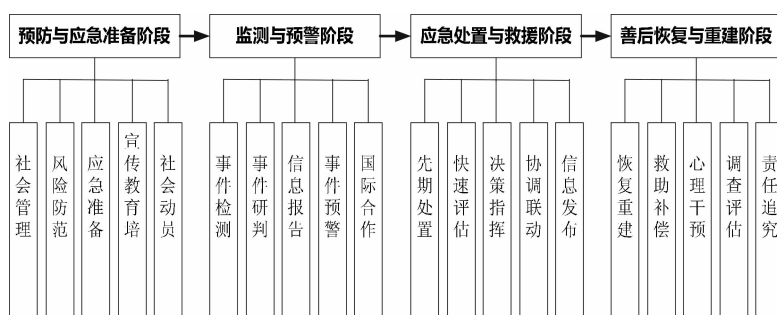 预防与应急准备阶段
监测与预警阶段
应急处置与救援阶段
善后恢复与重建阶段
社会管理
风险防范
应急准备
宣传教育培
社会动员
事件检测
事件研判
信息报告
事件预警
国际合作
先期处置
快速评估
决策指挥
协调联动
信息发布
恢复重建
救助补偿
心理干预
调查评估
责任追究